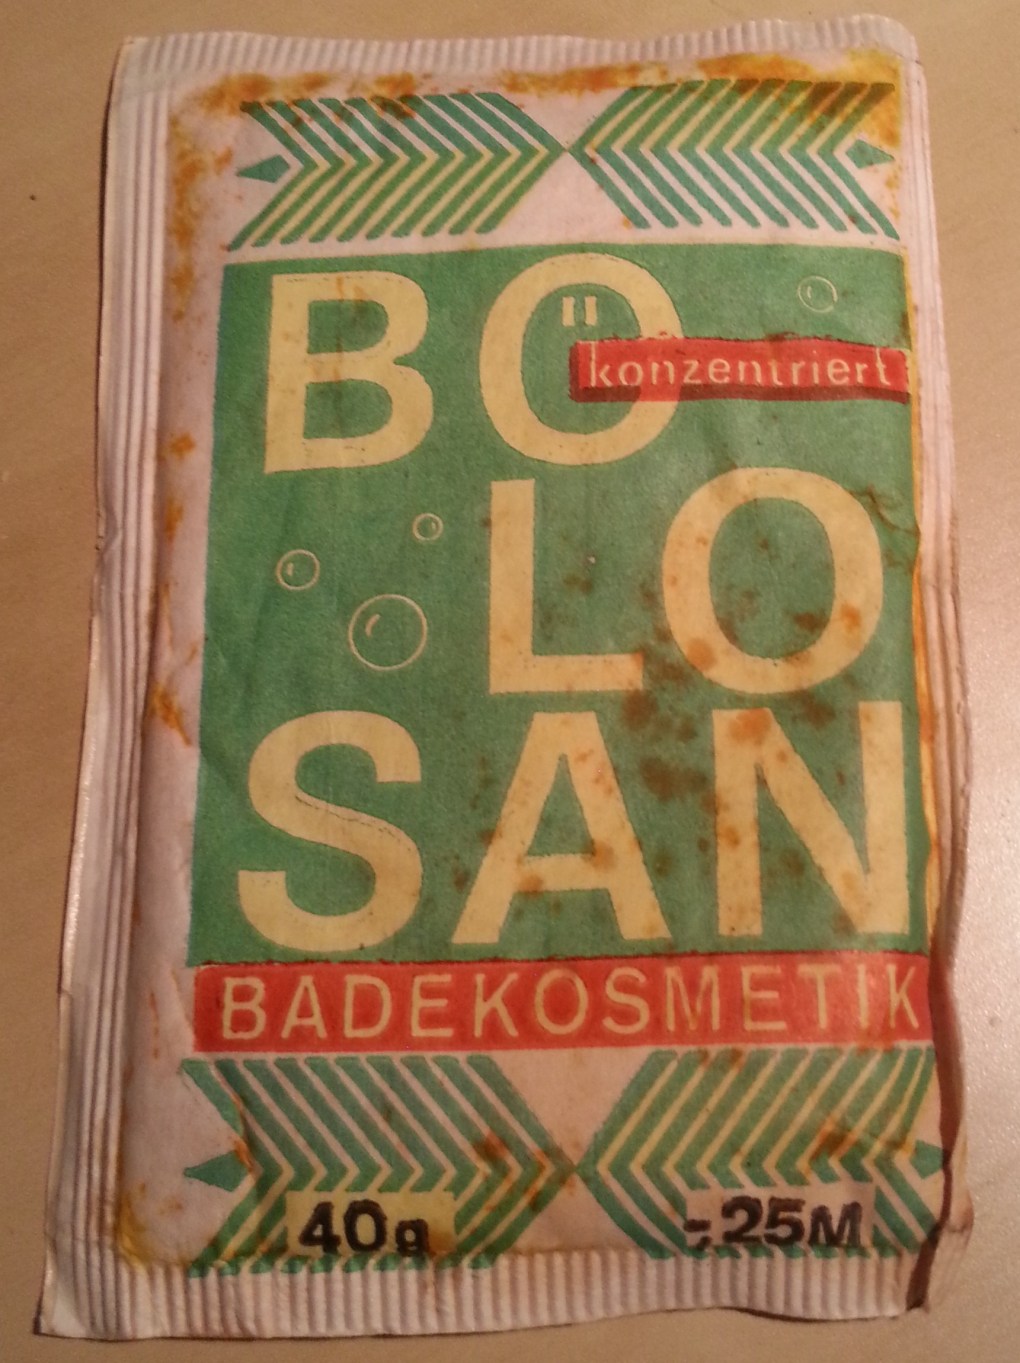 BÖ
konzentriert
LO
SAN
BADEKOSMETIK
40g -.25M